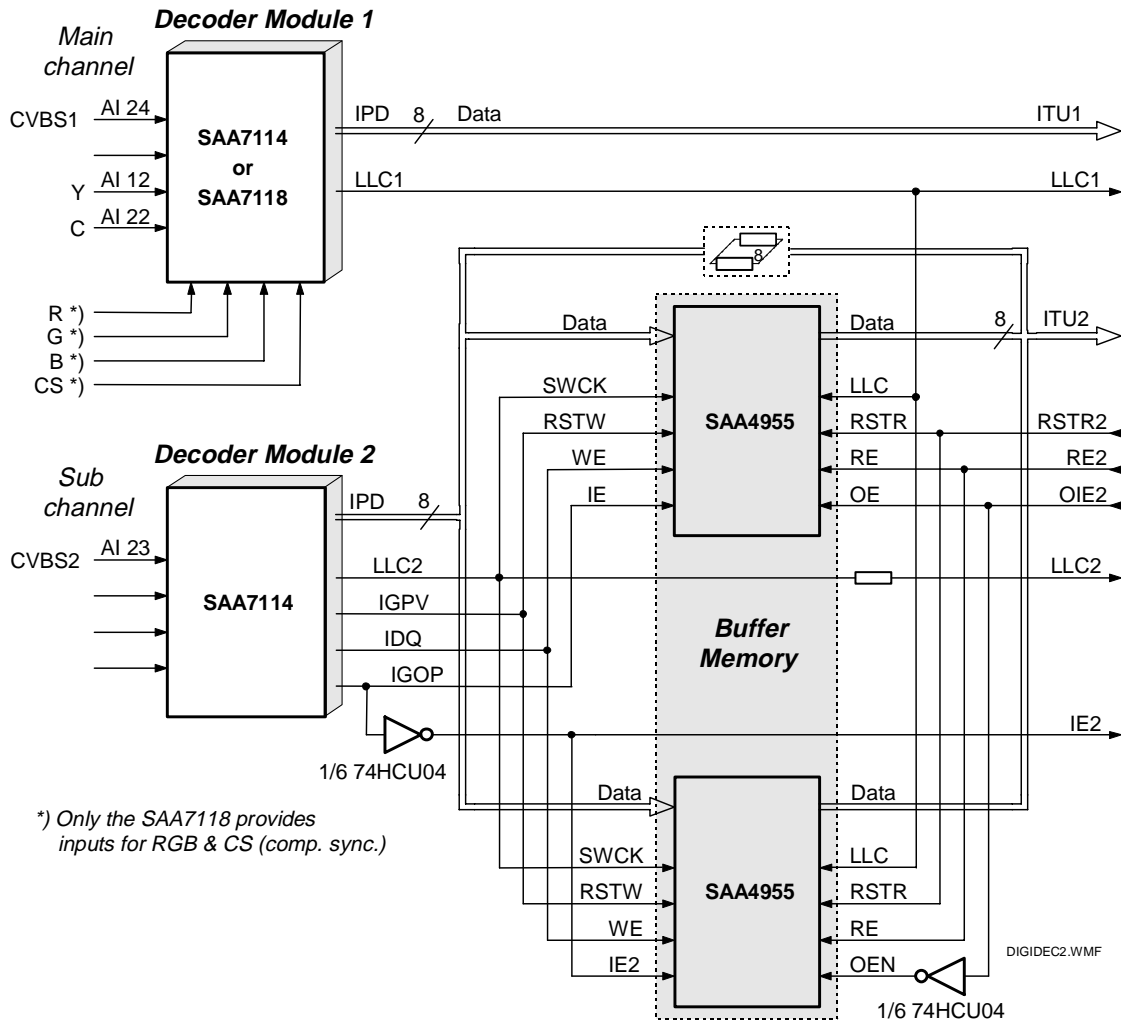 Decoder Module 1
Main
channel
CVBS1
AI 24
Y
AI 12
C
AI 22
SAA7114
or
SAA7118
IPD
8
Data
ITU1
LLC1
LLC1
R *)
G *)
B *)
CS *)
8
Data
Data
8
ITU2
SWCK
LLC
RSTW
SAA4955
RSTR
RSTR2
WE
RE
RE2
IE
OE
OIE2
Decoder Module 2
Sub
channel
CVBS2
AI 23
SAA7114
IPD
8
LLC2
LLC2
IGPV
IDQ
IGOP
Buffer
Memory
1/6 74HCU04
IE2
*) Only the SAA7118 provides
inputs for RGB & CS (comp. sync.)
Data
Data
SWCK
LLC
RSTW
SAA4955
RSTR
WE
RE
IE2
OEN
DIGIDEC2.WMF
1/6 74HCU04